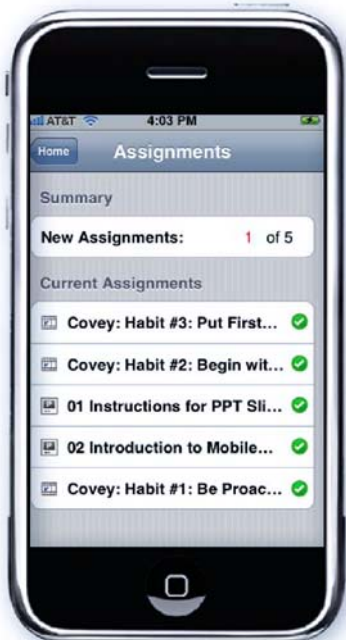 AT&T 4:03 PM
Home Assignments
Summary
New Assignments: 1 of 5
Current Assignments
Covey: Habit #3: Put First...
Covey: Habit #2: Begin wit...
01 Instructions for PPT Sli...
02 Introduction to Mobile...
Covey: Habit #1: Be Proac...